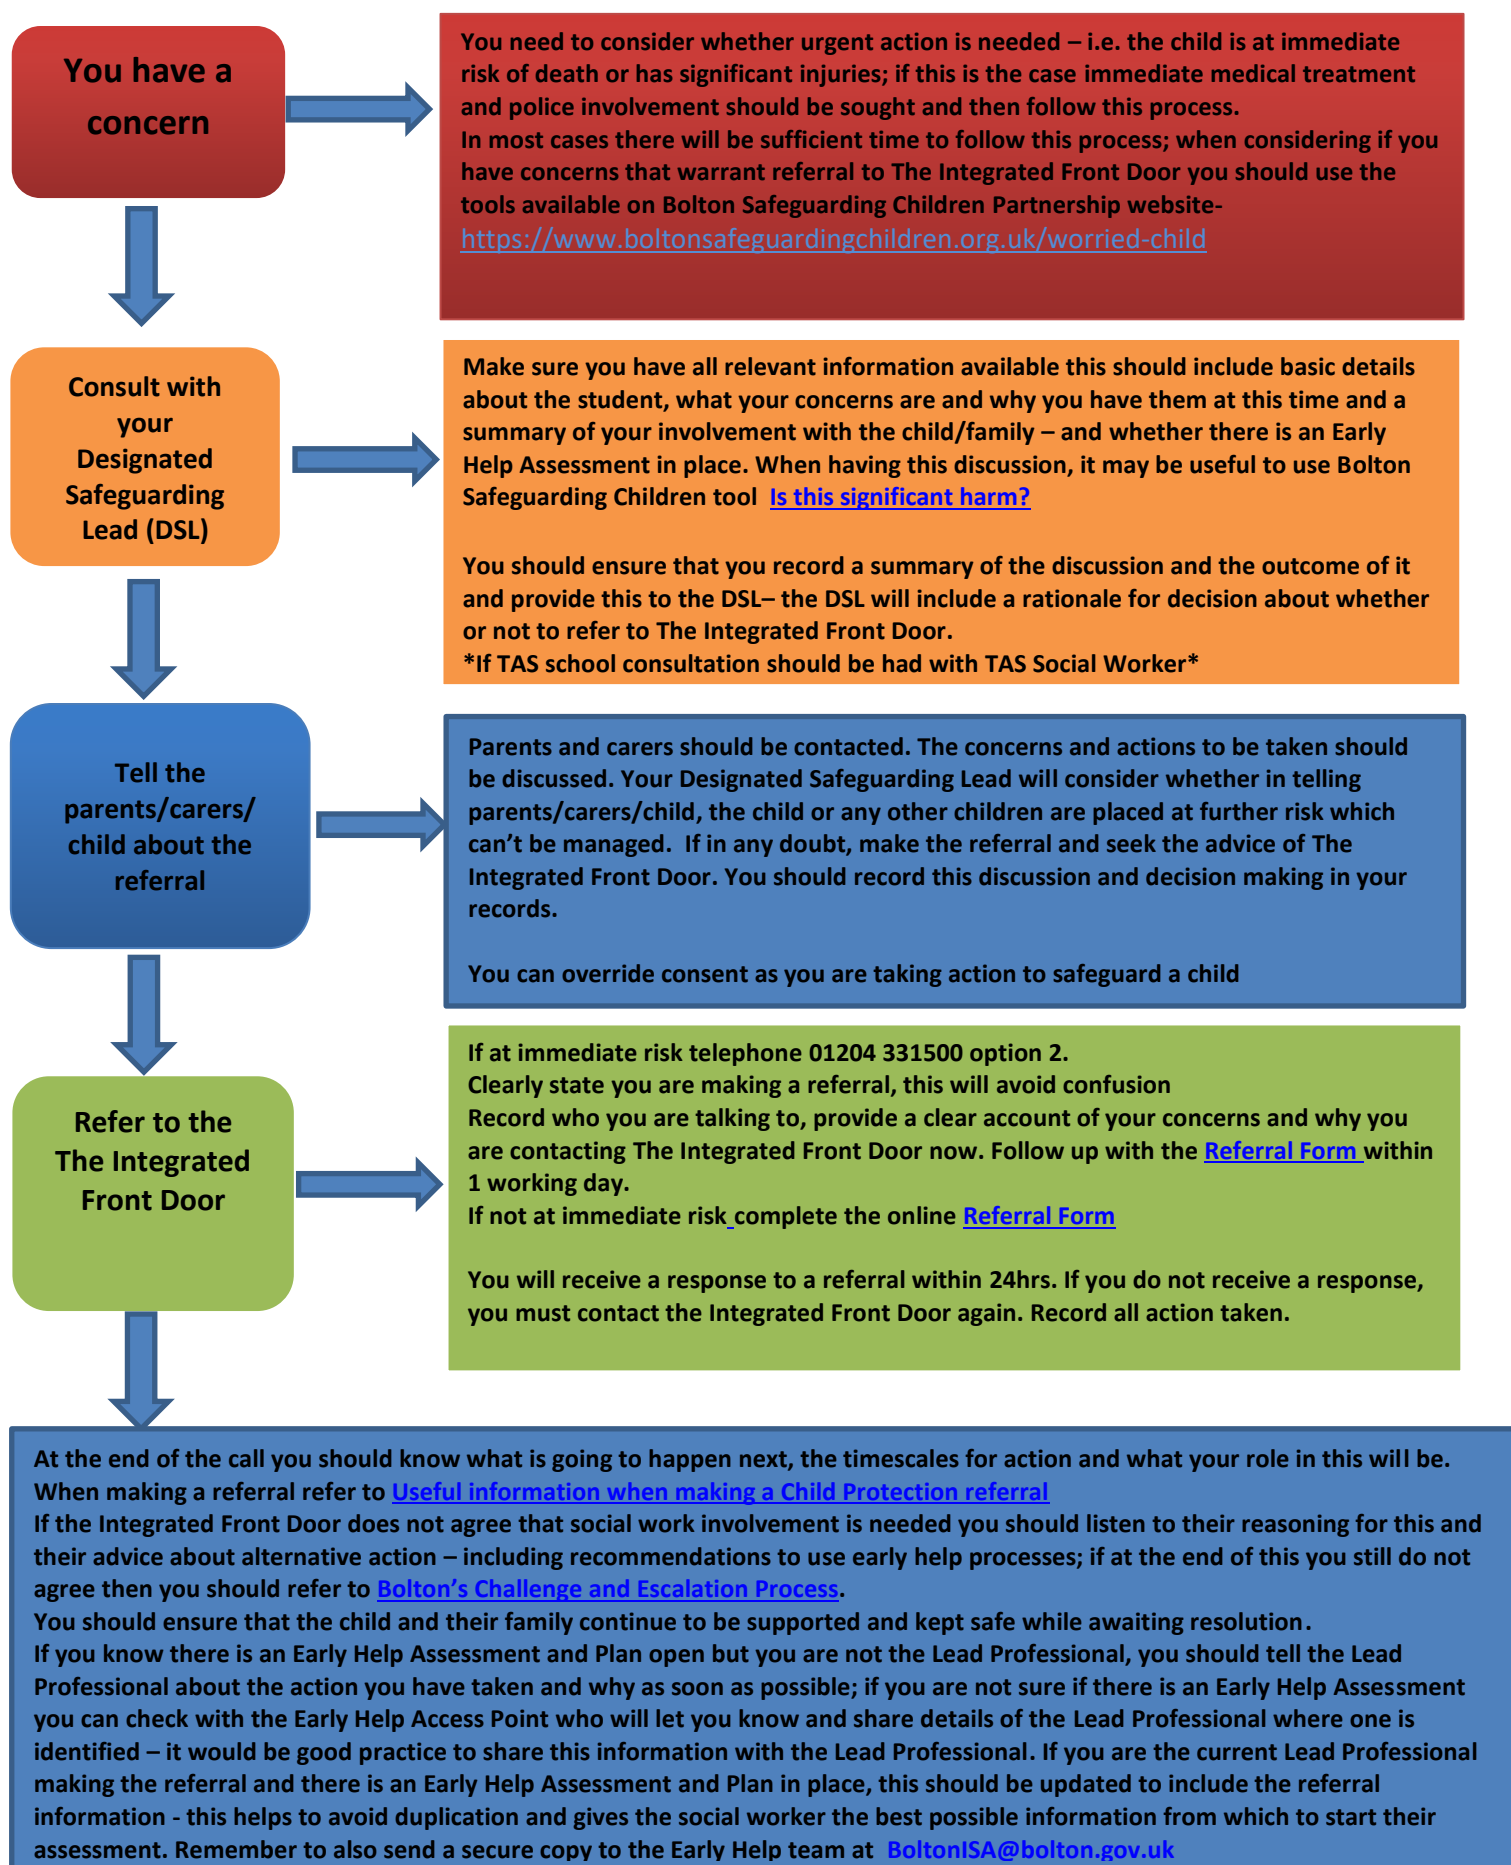 You have a
concern
You need to consider whether urgent action is needed – i.e. the child is at immediate
risk of death or has significant injuries; if this is the case immediate medical treatment
and police involvement should be sought and then follow this process.
In most cases there will be sufficient time to follow this process; when considering if you
have concerns that warrant referral to The Integrated Front Door you should use the
tools available on Bolton Safeguarding Children Partnership website-
https://www.boltonsafeguardingchildren.org.uk/worried-child
Consult with
your
Designated
Safeguarding
Lead (DSL)
Make sure you have all relevant information available this should include basic details
about the student, what your concerns are and why you have them at this time and a
summary of your involvement with the child/family – and whether there is an Early
Help Assessment in place. When having this discussion, it may be useful to use Bolton
Safeguarding Children tool  Is this significant harm?
You should ensure that you record a summary of the discussion and the outcome of it
and provide this to the DSL– the DSL will include a rationale for decision about whether
or not to refer to The Integrated Front Door.
*If TAS school consultation should be had with TAS Social Worker*
Tell the
parents/carers/
child about the
referral
Parents and carers should be contacted. The concerns and actions to be taken should
be discussed. Your Designated Safeguarding Lead will consider whether in telling
parents/carers/child, the child or any other children are placed at further risk which
can’t be managed.  If in any doubt, make the referral and seek the advice of The
Integrated Front Door. You should record this discussion and decision making in your
records.
You can override consent as you are taking action to safeguard a child
Refer to the
The Integrated
Front Door
If at immediate risk telephone 01204 331500 option 2.
Clearly state you are making a referral, this will avoid confusion
Record who you are talking to, provide a clear account of your concerns and why you
are contacting The Integrated Front Door now. Follow up with the Referral Form within
1 working day.
If not at immediate risk complete the online Referral Form
You will receive a response to a referral within 24hrs. If you do not receive a response,
you must contact the Integrated Front Door again. Record all action taken.
At the end of the call you should know what is going to happen next, the timescales for action and what your role in this will be.
When making a referral refer to Useful information when making a Child Protection referral
If the Integrated Front Door does not agree that social work involvement is needed you should listen to their reasoning for this and
their advice about alternative action – including recommendations to use early help processes; if at the end of this you still do not
agree then you should refer to Bolton’s Challenge and Escalation Process.
You should ensure that the child and their family continue to be supported and kept safe while awaiting resolution.
If you know there is an Early Help Assessment and Plan open but you are not the Lead Professional, you should tell the Lead
Professional about the action you have taken and why as soon as possible; if you are not sure if there is an Early Help Assessment
you can check with the Early Help Access Point who will let you know and share details of the Lead Professional where one is
identified – it would be good practice to share this information with the Lead Professional. If you are the current Lead Professional
making the referral and there is an Early Help Assessment and Plan in place, this should be updated to include the referral
information - this helps to avoid duplication and gives the social worker the best possible information from which to start their
assessment. Remember to also send a secure copy to the Early Help team at  BoltonISA@bolton.gov.uk